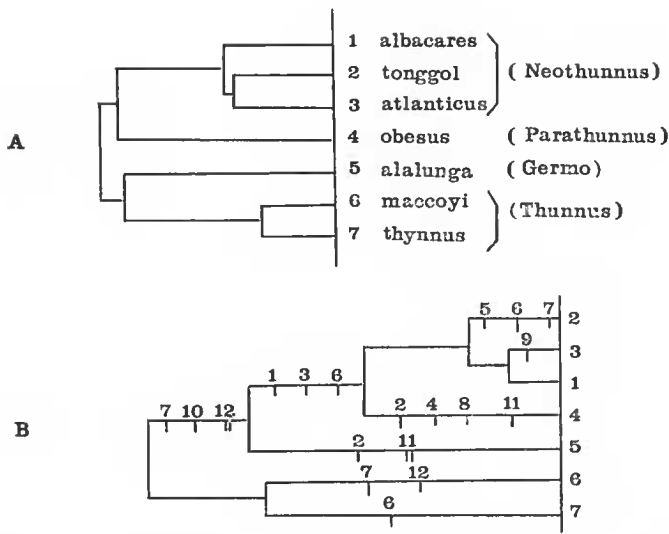 1 albacares
2 tonggol (Neothunnus)
3 atlanticus
A 4 obesus (Parathunnus)
5 alalunga (Germo)
6 maccoyi (Thunnus)
7 thynnus
5 6 7 2
9 3
1 3 6 1
7 10 12 2 4 8 11 4
B 2 11 5
7 12 6
6 7